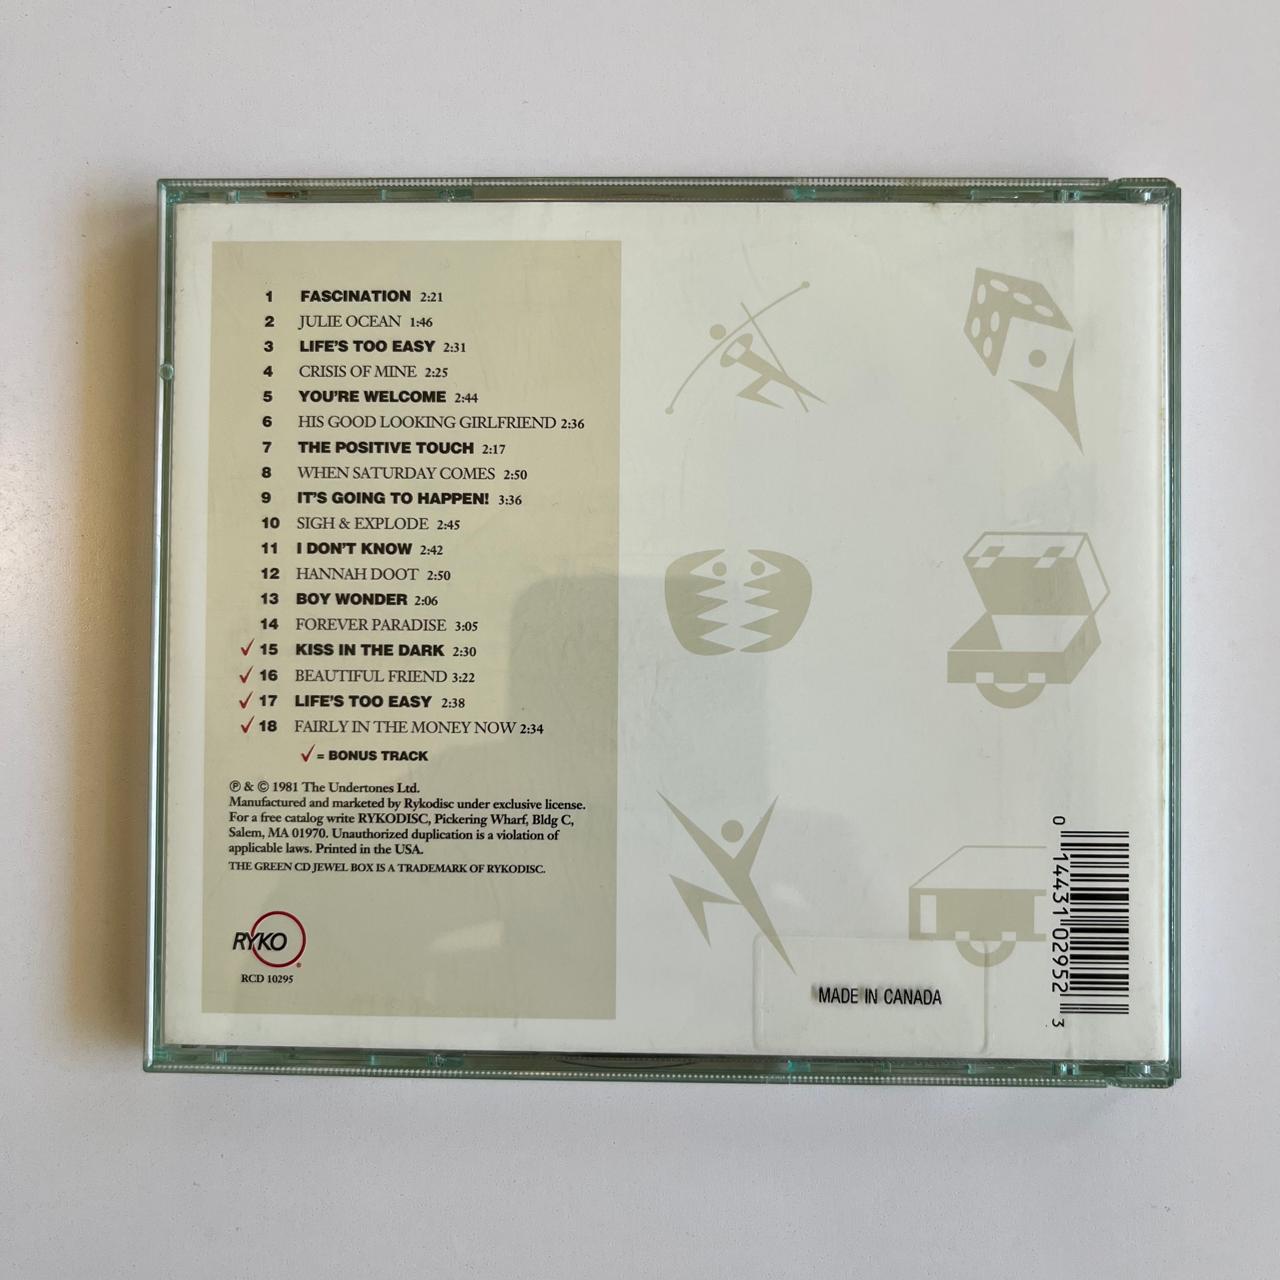 1 FASCINATION 2:21
2 JULIE OCEAN 1:46
3 LIFE'S TOO EASY 2:31
4 CRISIS OF MINE 2:25
5 YOU'RE WELCOME 2:44
6 HIS GOOD LOOKING GIRLFRIEND 2:36
7 THE POSITIVE TOUCH 2:17
8 WHEN SATURDAY COMES 2:50
9 IT'S GOING TO HAPPEN! 3:36
10 SIGH & EXPLODE 2:45
11 I DON'T KNOW 2:42
12 HANNAH DOOT 2:50
13 BOY WONDER 2:06
14 FOREVER PARADISE 3:05
✓ 15 KISS IN THE DARK 2:30
✓ 16 BEAUTIFUL FRIEND 3:22
✓ 17 LIFE'S TOO EASY 2:38
✓ 18 FAIRLY IN THE MONEY NOW 2:34
✓ = BONUS TRACK
℗ & © 1981 The Undertones Ltd.
Manufactured and marketed by Rykodisc under exclusive license.
For a free catalog write RYKODISC, Pickering Wharf, Bldg C,
Salem, MA 01970. Unauthorized duplication is a violation of
applicable laws. Printed in the USA.
THE GREEN CD JEWEL BOX IS A TRADEMARK OF RYKODISC.
RYKO
RCD 10295
MADE IN CANADA
0 14431 02952 3